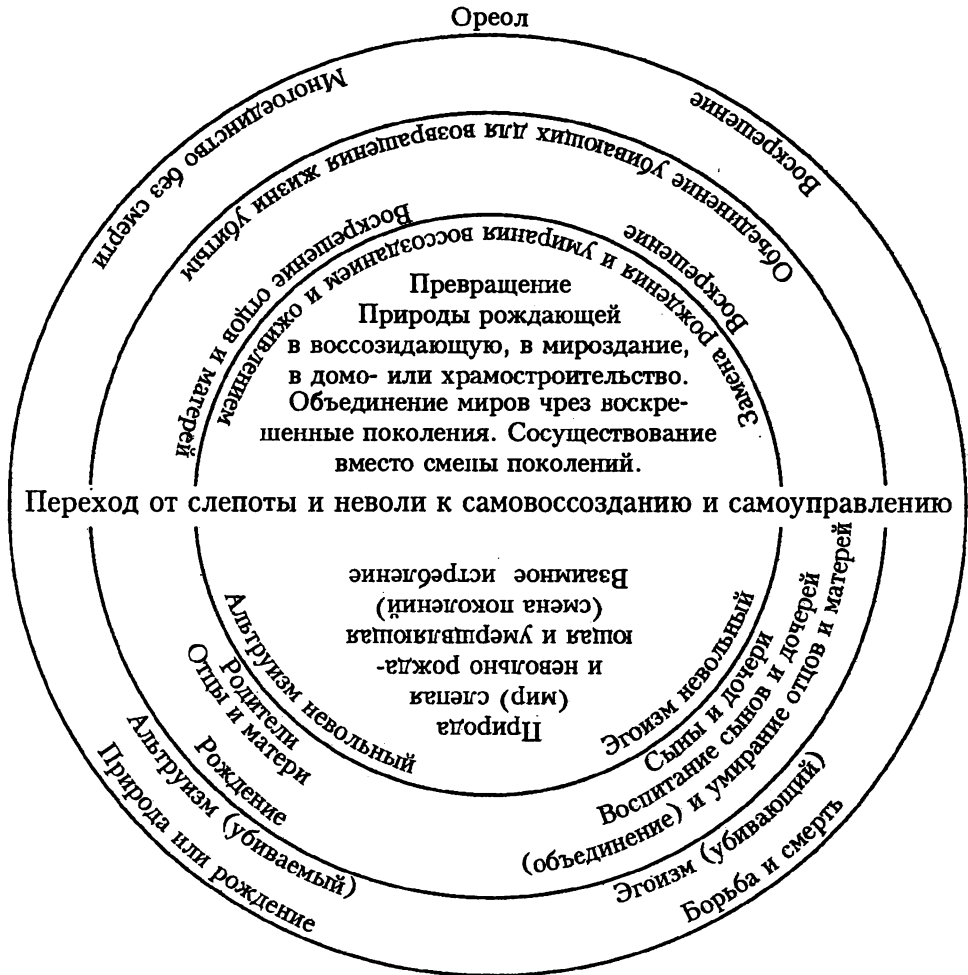 Ореол
Многоединство без смерти
Воскрешение
Объединение убивающих для возвращения жизни убитым
Воскрешение отцов и матерей
Воскрешение
Замена рождения и умирания воссозданием и оживлением
Превращение
Природы рождающей
в воссозидающую, в мироздание,
в домо- или храмостроительство.
Объединение миров чрез воскре-
шенные поколения. Сосуществование
вместо смены поколений.
Переход от слепоты и неволи к самовоссозданию и самоуправлению
Природа
(мир) слепая
и невольно рожда-
ющая и умерщвляющая
(смена поколений)
Взаимное истребление
Альтруизм невольный
Родители
Отцы и матери
Рождение
Альтруизм (убиваемый)
Природа или рождение
Эгоизм невольный
Сыны и дочери
Воспитание сынов и дочерей
(объединение) и умирание отцов и матерей
Эгоизм (убивающий)
Борьба и смерть